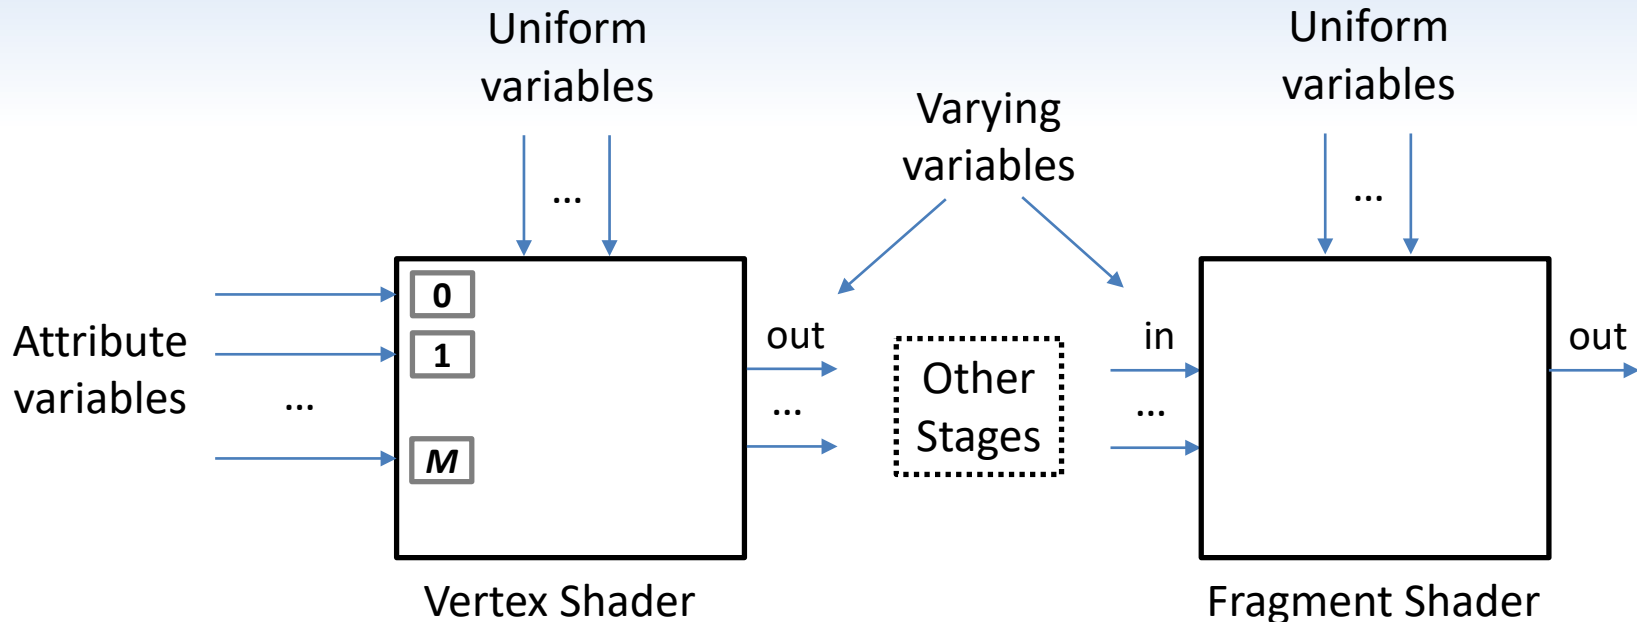 Uniform
variables
Uniform
variables
Varying
variables
...
...
0
1
M
Attribute
variables
...
out
...
Other
Stages
in
...
out
Vertex Shader
Fragment Shader